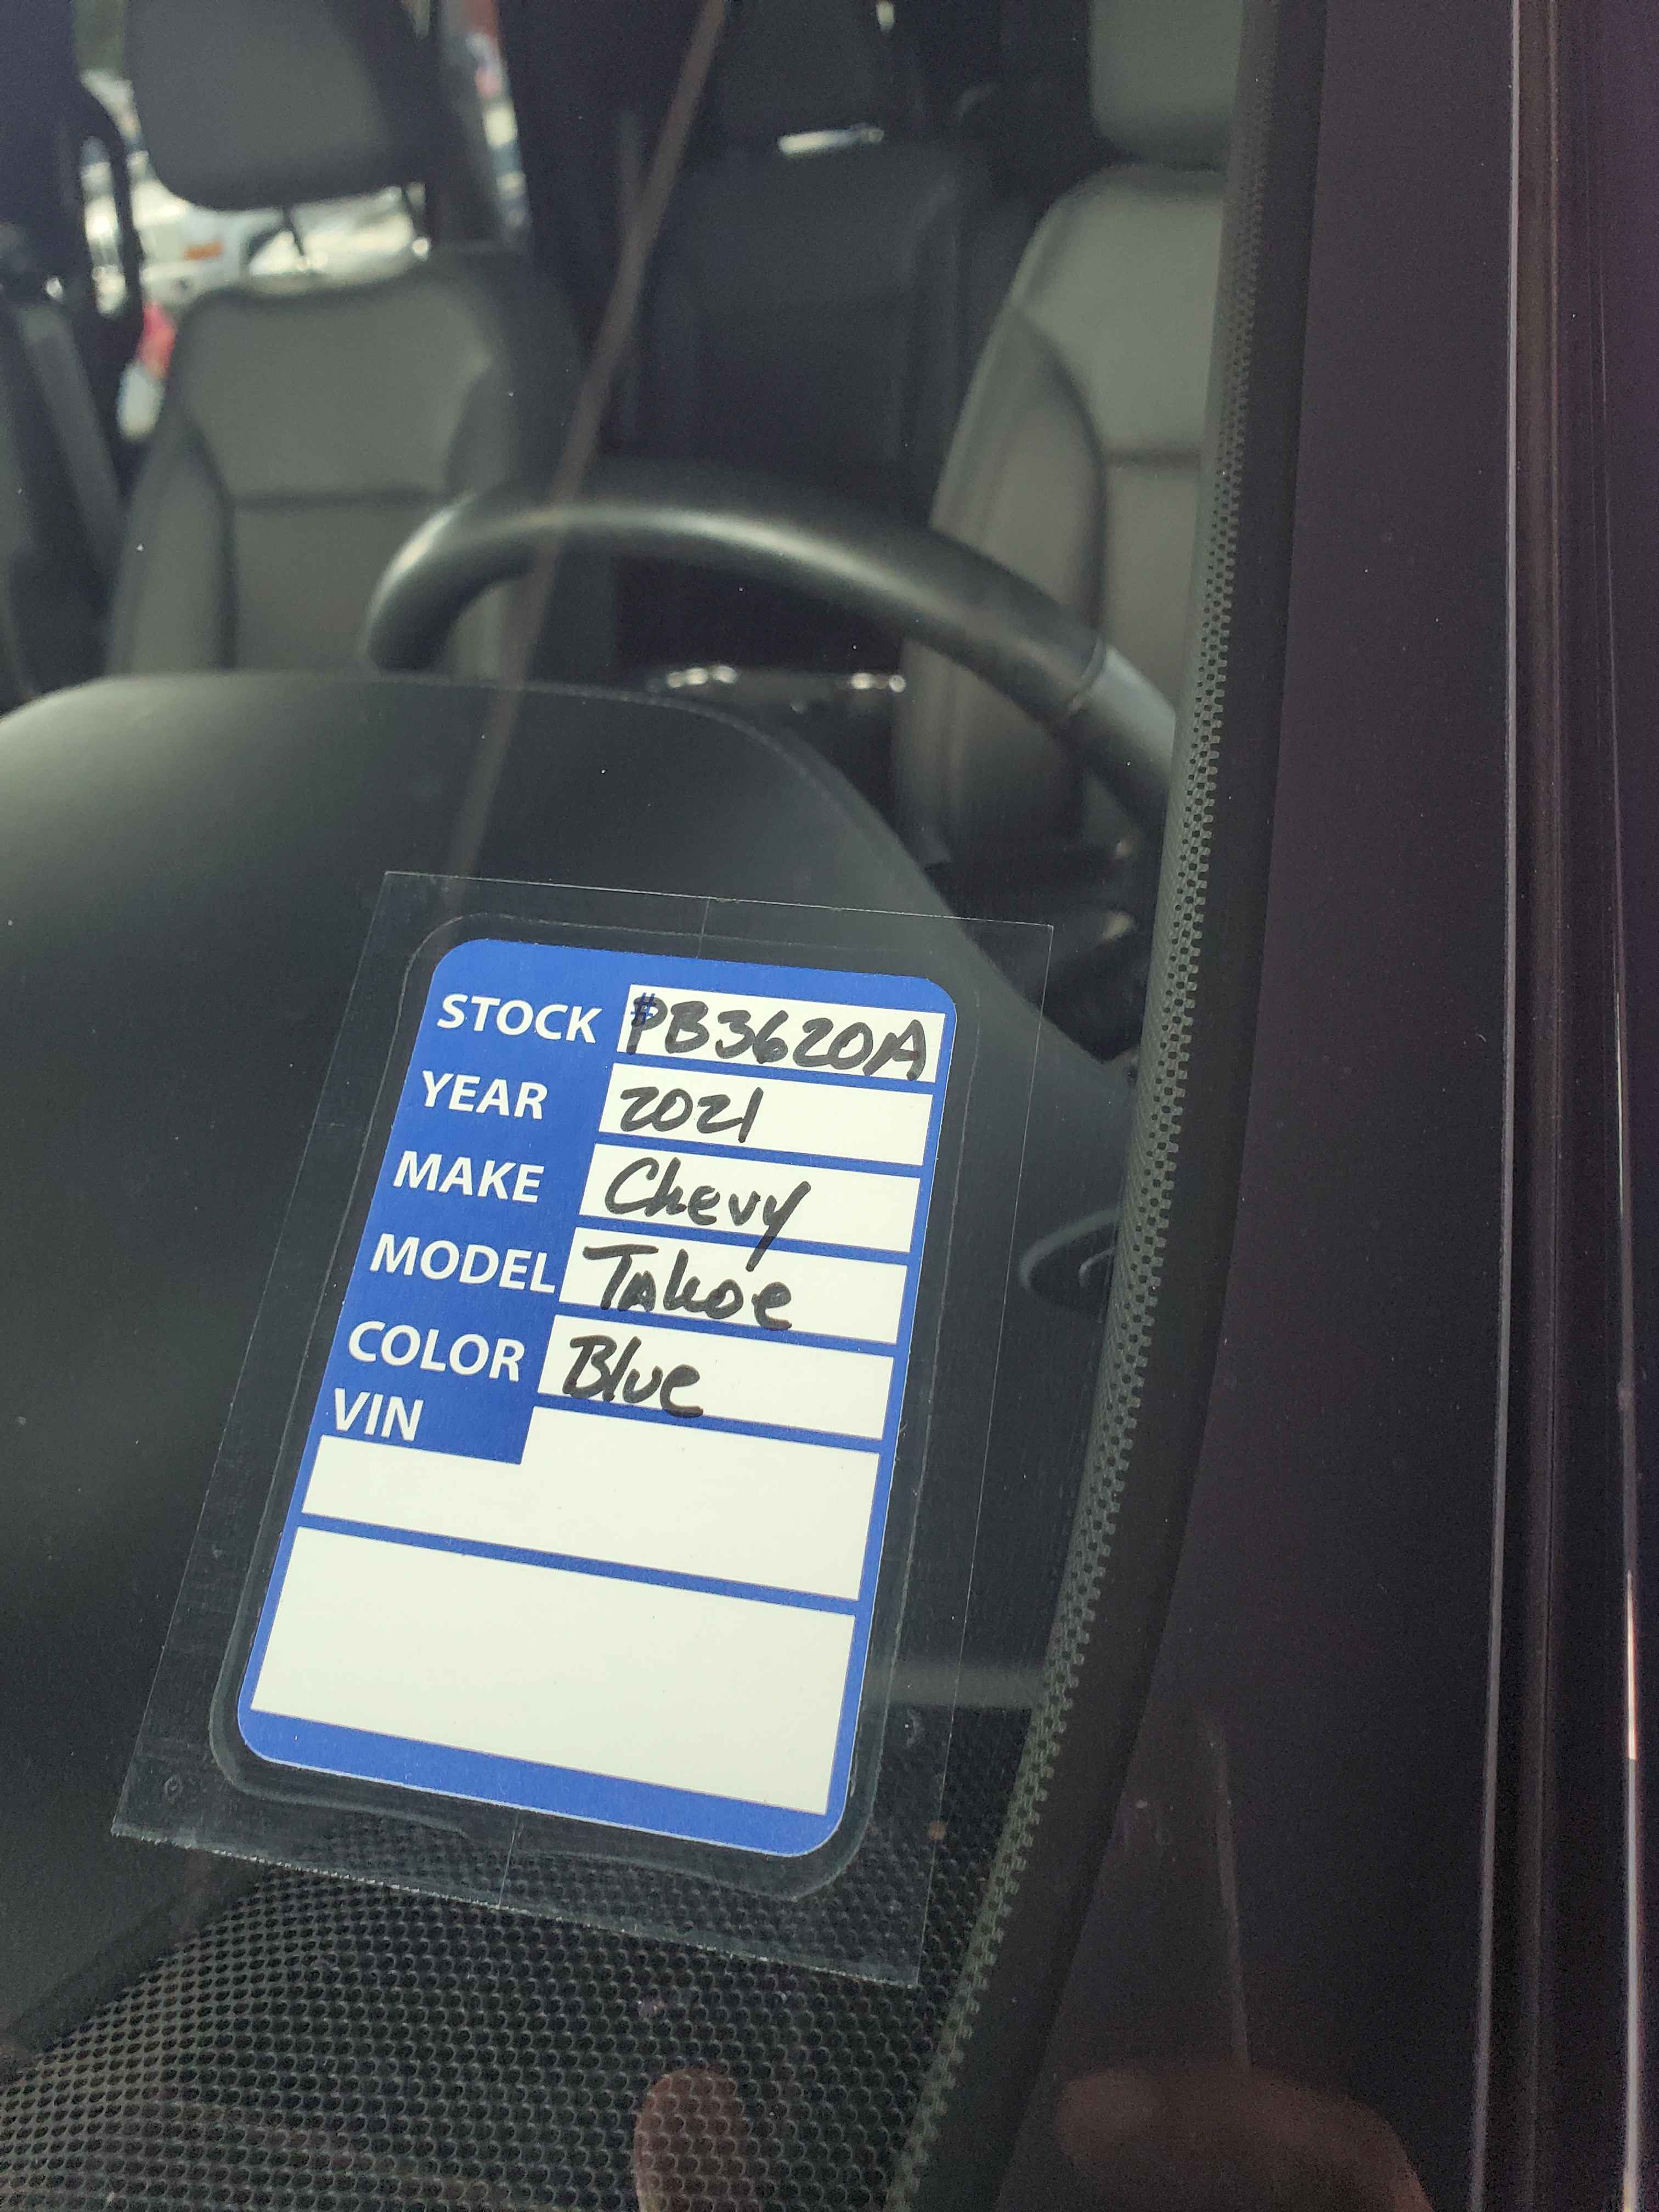 STOCK #PB3620A
YEAR 2021
MAKE Chevy
MODEL Tahoe
COLOR Blue
VIN